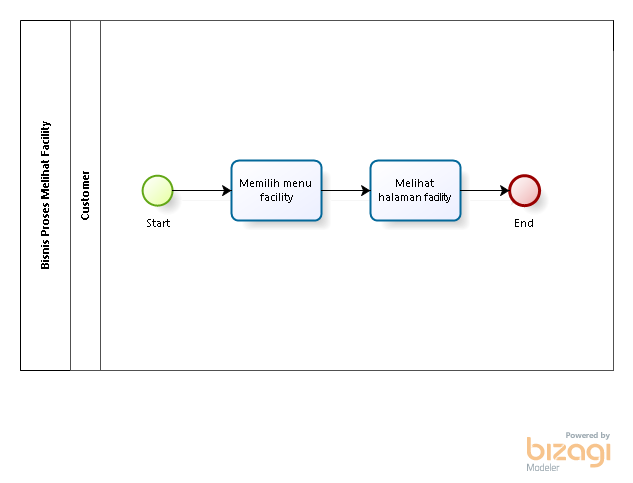 Bisnis Proses Melihat Facility
Customer
Memilih menu
facility
Melihat
halaman facility
Start
End
Powered by
bizagi
Modeler